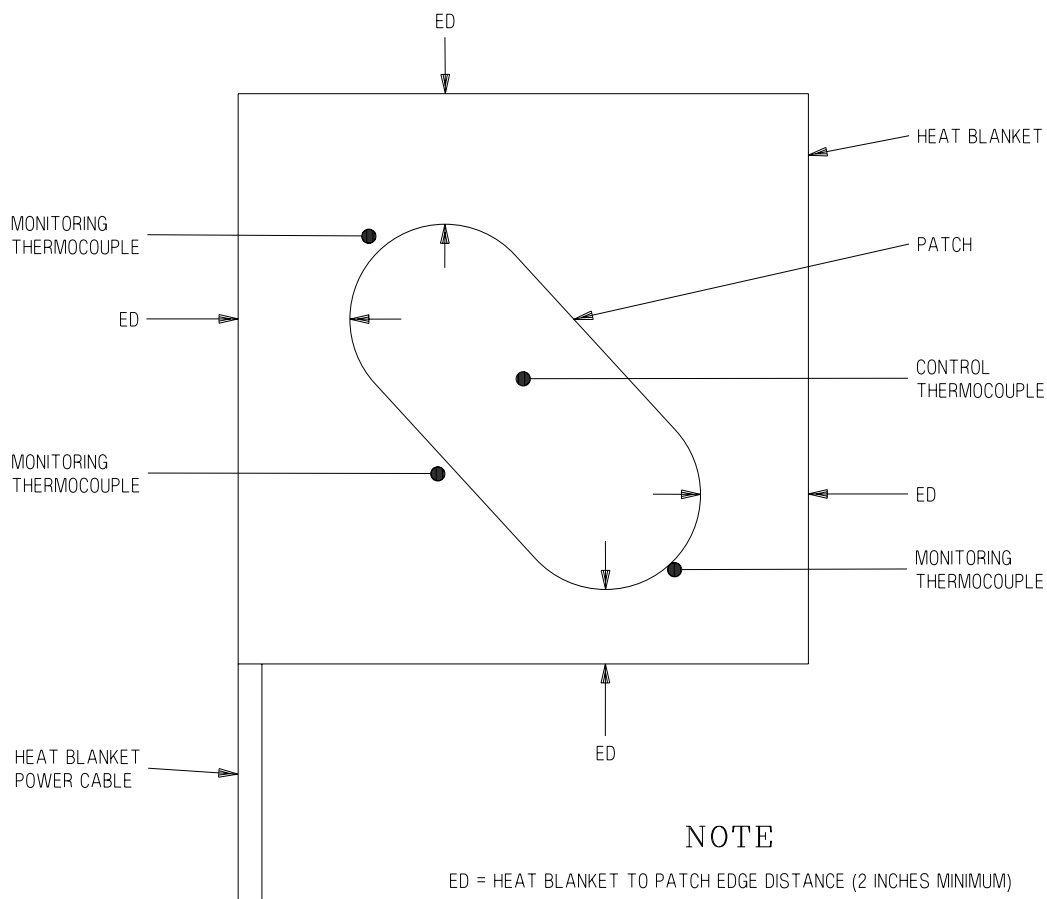 ED
HEAT BLANKET
MONITORING
THERMOCOUPLE
PATCH
ED
CONTROL
THERMOCOUPLE
MONITORING
THERMOCOUPLE
ED
MONITORING
THERMOCOUPLE
ED
HEAT BLANKET
POWER CABLE
NOTE
ED = HEAT BLANKET TO PATCH EDGE DISTANCE (2 INCHES MINIMUM)